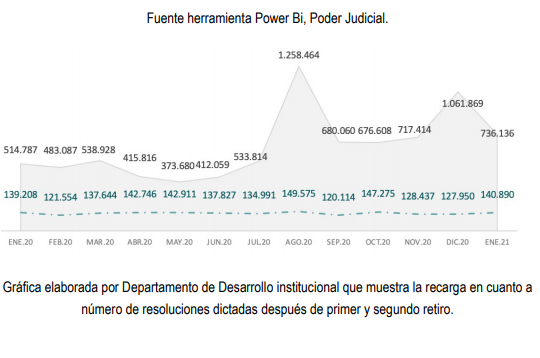 Fuente herramienta Power Bi, Poder Judicial.
1.258.464
1.061.869
514.787 483.087 538.928 415.816 373.680 412.059 533.814 680.060 676.608 717.414 736.136
139.208 121.554 137.644 142.746 142.911 137.827 134.991 149.575 120.114 147.275 128.437 127.950 140.890
ENE.20 FEB.20 MAR.20 ABR.20 MAY.20 JUN.20 JUL.20 AGO.20 SEP.20 OCT.20 NOV.20 DIC.20 ENE.21
Gráfica elaborada por Departamento de Desarrollo institucional que muestra la recarga en cuanto a
número de resoluciones dictadas después de primer y segundo retiro.